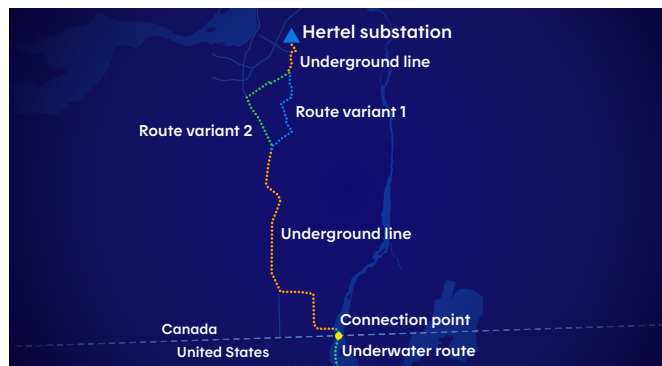 Hertel substation
Underground line
Route variant 1
Route variant 2
Underground line
Connection point
Canada
United States
Underwater route